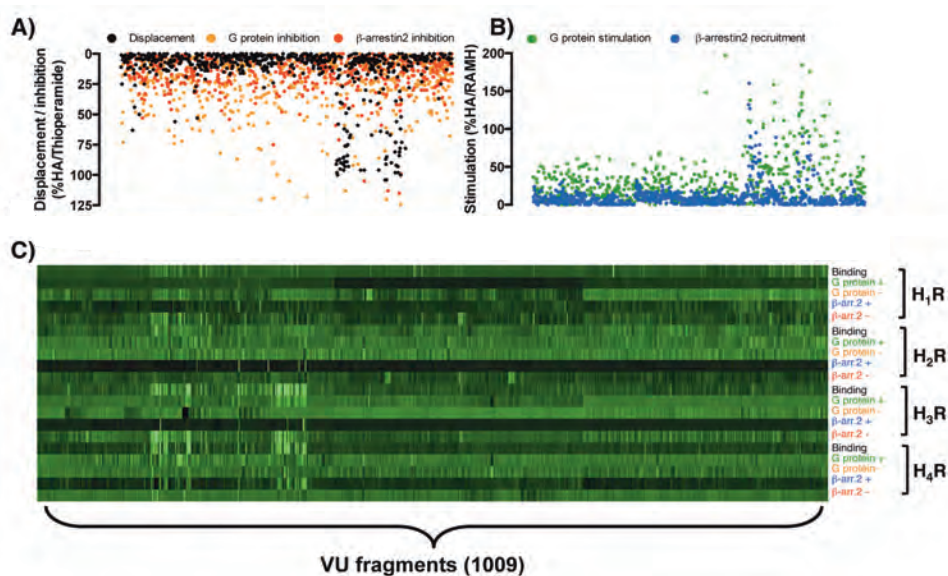 A)
Displacement
G protein inhibition
β-arrestin2 inhibition
Displacement / inhibition
(%HA/Thioperamide)
0
25
50
75
100
125
B)
G protein stimulation
β-arrestin2 recruitment
Stimulation (%HA/RAMH)
200
150
100
50
0
C)
Binding
G protein +
G protein -
β-arr.2 +
β-arr.2 -
H1R
Binding
G protein +
G protein -
β-arr.2 +
β-arr.2 -
H2R
Binding
G protein +
G protein -
β-arr.2 +
β-arr.2 -
H3R
Binding
G protein +
G protein -
β-arr.2 +
β-arr.2 -
H4R
VU fragments (1009)